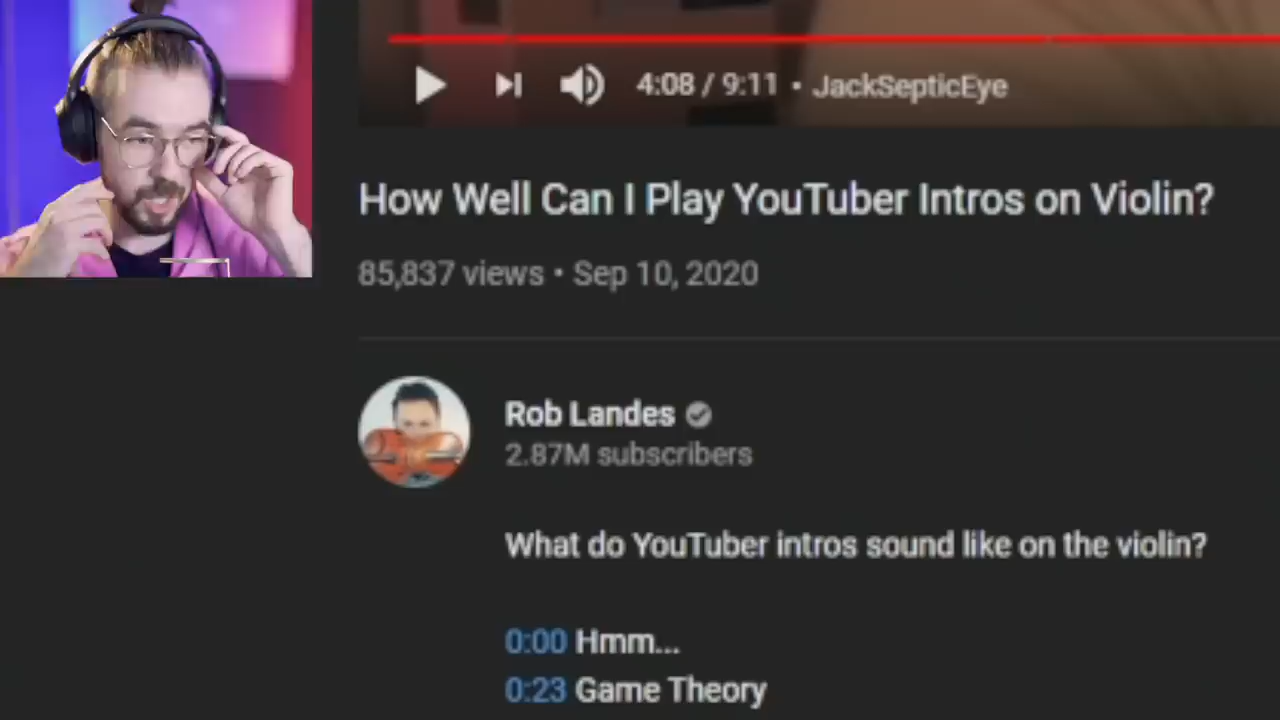 4:08 / 9:11 • JackSepticEye
How Well Can I Play YouTuber Intros on Violin?
85,837 views • Sep 10, 2020
Rob Landes
2.87M subscribers
What do YouTuber intros sound like on the violin?
0:00 Hmm...
0:23 Game Theory